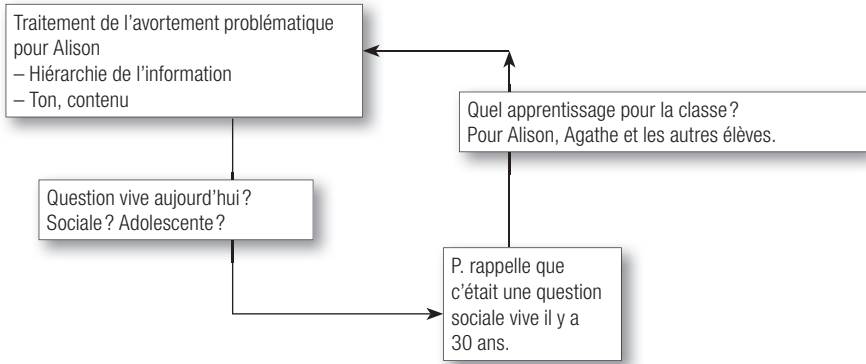 Traitement de l’avortement problématique
pour Alison
– Hiérarchie de l’information
– Ton, contenu
Quel apprentissage pour la classe ?
Pour Alison, Agathe et les autres élèves.
Question vive aujourd’hui ?
Sociale ? Adolescente ?
P. rappelle que
c’était une question
sociale vive il y a
30 ans.